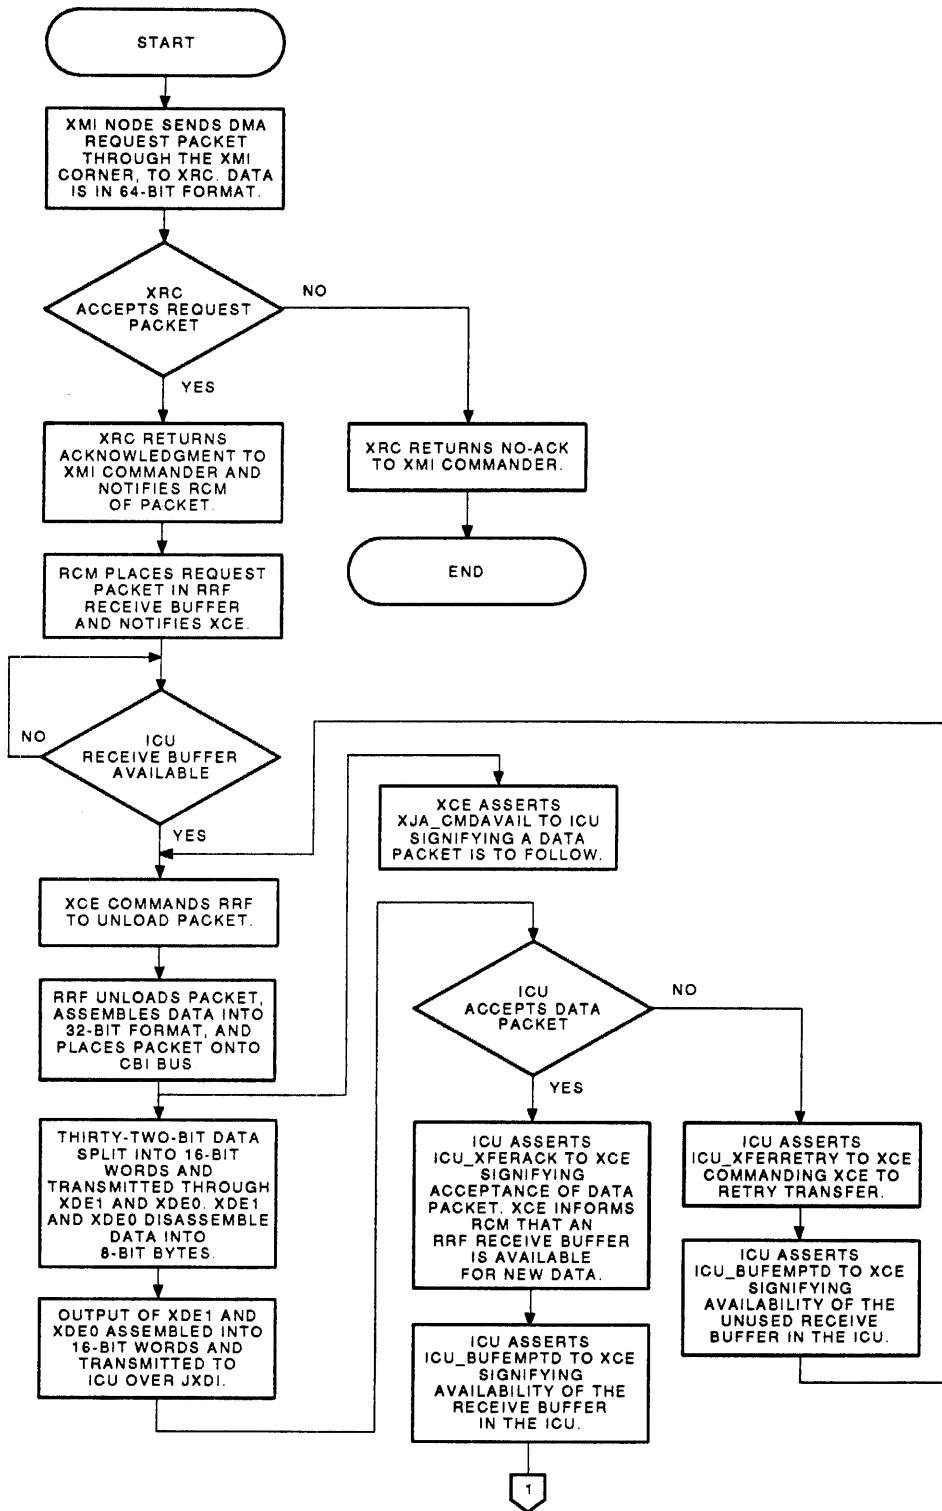 START
XMI NODE SENDS DMA
REQUEST PACKET
THROUGH THE XMI
CORNER, TO XRC. DATA
IS IN 64-BIT FORMAT.
XRC
ACCEPTS REQUEST
PACKET
NO
YES
XRC RETURNS
ACKNOWLEDGMENT TO
XMI COMMANDER AND
NOTIFIES RCM
OF PACKET.
XRC RETURNS NO-ACK
TO XMI COMMANDER.
END
RCM PLACES REQUEST
PACKET IN RRF
RECEIVE BUFFER
AND NOTIFIES XCE.
NO
ICU
RECEIVE BUFFER
AVAILABLE
YES
XCE COMMANDS RRF
TO UNLOAD PACKET.
RRF UNLOADS PACKET,
ASSEMBLES DATA INTO
32-BIT FORMAT, AND
PLACES PACKET ONTO
CBI BUS
THIRTY-TWO-BIT DATA
SPLIT INTO 16-BIT
WORDS AND
TRANSMITTED THROUGH
XDE1 AND XDE0. XDE1
AND XDE0 DISASSEMBLE
DATA INTO
8-BIT BYTES.
OUTPUT OF XDE1 AND
XDE0 ASSEMBLED INTO
16-BIT WORDS AND
TRANSMITTED TO
ICU OVER JXDI.
XCE ASSERTS
XJA_CMDAVAIL TO ICU
SIGNIFYING A DATA
PACKET IS TO FOLLOW.
ICU
ACCEPTS DATA
PACKET
NO
YES
ICU ASSERTS
ICU_XFERACK TO XCE
SIGNIFYING
ACCEPTANCE OF DATA
PACKET. XCE INFORMS
RCM THAT AN
RRF RECEIVE BUFFER
IS AVAILABLE
FOR NEW DATA.
ICU ASSERTS
ICU_BUFEMPTD TO XCE
SIGNIFYING
AVAILABILITY OF THE
RECEIVE BUFFER
IN THE ICU.
1
ICU ASSERTS
ICU_XFERRETRY TO XCE
COMMANDING XCE TO
RETRY TRANSFER.
ICU ASSERTS
ICU_BUFEMPTD TO XCE
SIGNIFYING
AVAILABILITY OF THE
UNUSED RECEIVE
BUFFER IN THE ICU.